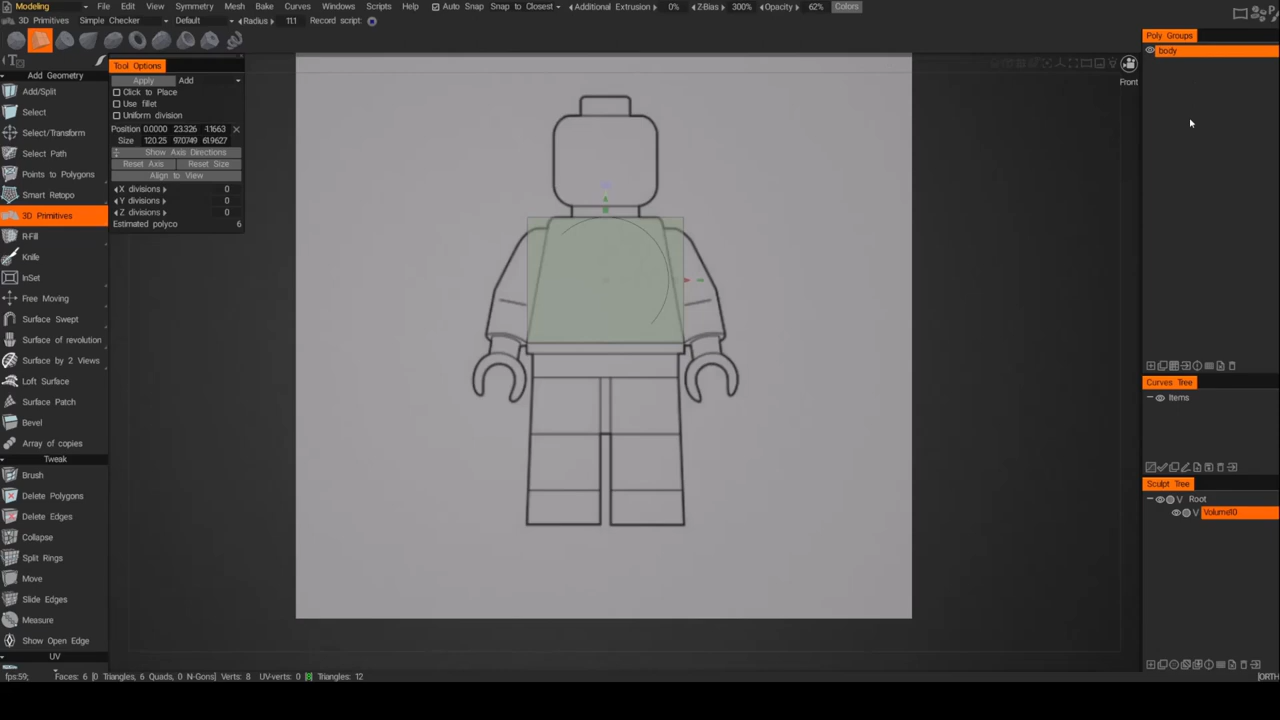 Modeling File Edit View Symmetry Mesh Bake Curves Windows Scripts Help Auto Snap Snap to Closest Additional Extrusion 0% Z-Bias 300% Opacity 62% Colors
3D Primitives Simple Checker Default Radius 11.1 Record script:
Poly Groups
body
Tool Options
Apply Add
Click to Place
Use fillet
Uniform division
Position 0.0000 23.326
Size 120.25 97.0749 61.9627
Show Axis Directions
Reset Axis Reset Size
Align to View
X divisions 0
Y divisions 0
Z divisions 0
Estimated polyco 6
Front
Add Geometry
Add/Split
Select
Select/Transform
Select Path
Points to Polygons
Smart Retopo
3D Primitives
R-Fill
Knife
InSet
Free Moving
Surface Swept
Surface of revolution
Surface by 2 Views
Loft Surface
Surface Patch
Bevel
Array of copies
Tweak
Brush
Delete Polygons
Delete Edges
Collapse
Split Rings
Move
Slide Edges
Measure
Show Open Edge
UV
Curves Tree
Items
Sculpt Tree
V Root
V Volume10
fps:59; Faces: 6 [0 Triangles, 6 Quads, 0 N-Gons] Verts: 8 UV-verts: 0 Triangles: 12
[ORTH